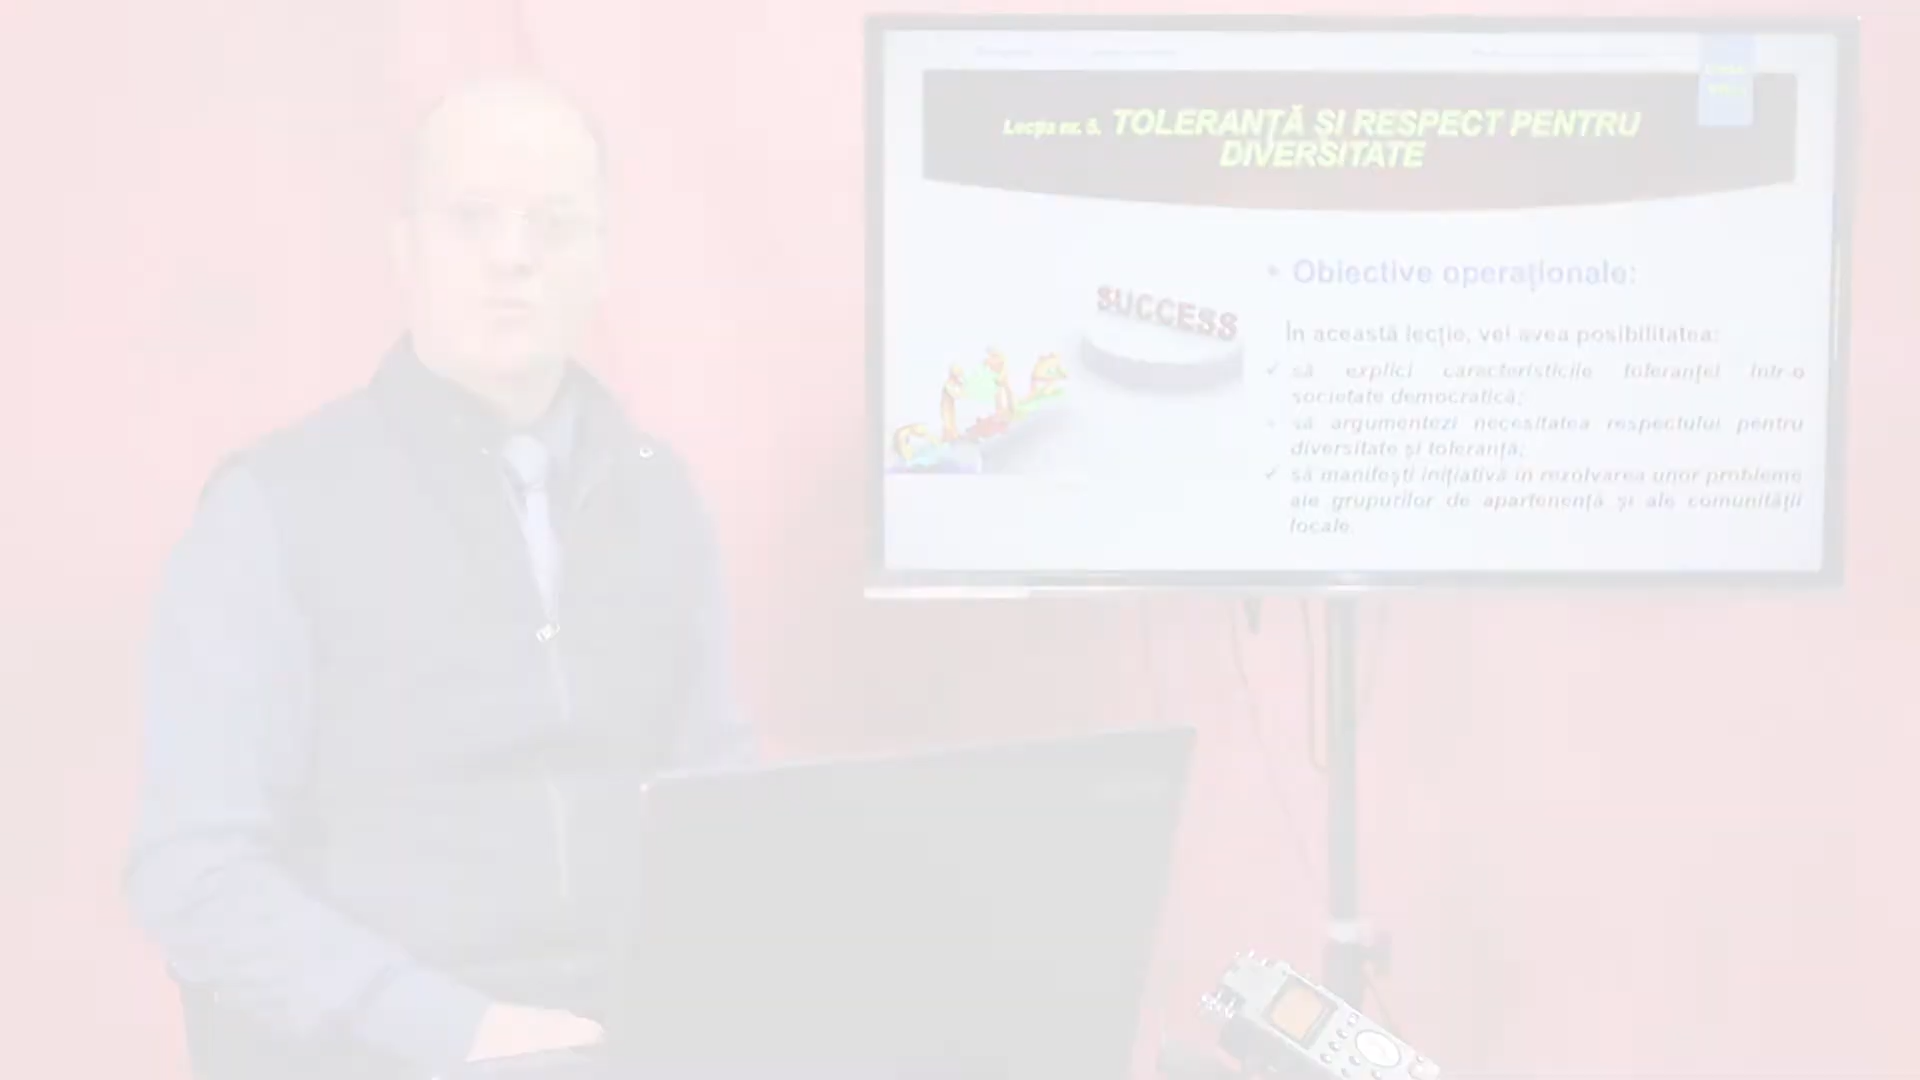 Lecția nr. 5. TOLERANȚĂ ȘI RESPECT PENTRU
DIVERSITATE
SUCCESS
• Obiective operaționale:
În această lecție, vei avea posibilitatea:
✓ să explici caracteristicile toleranței într-o
societate democratică;
✓ să argumentezi necesitatea respectului pentru
diversitate și toleranță;
✓ să manifești inițiativă în rezolvarea unor probleme
ale grupurilor de apartenență și ale comunității
locale.